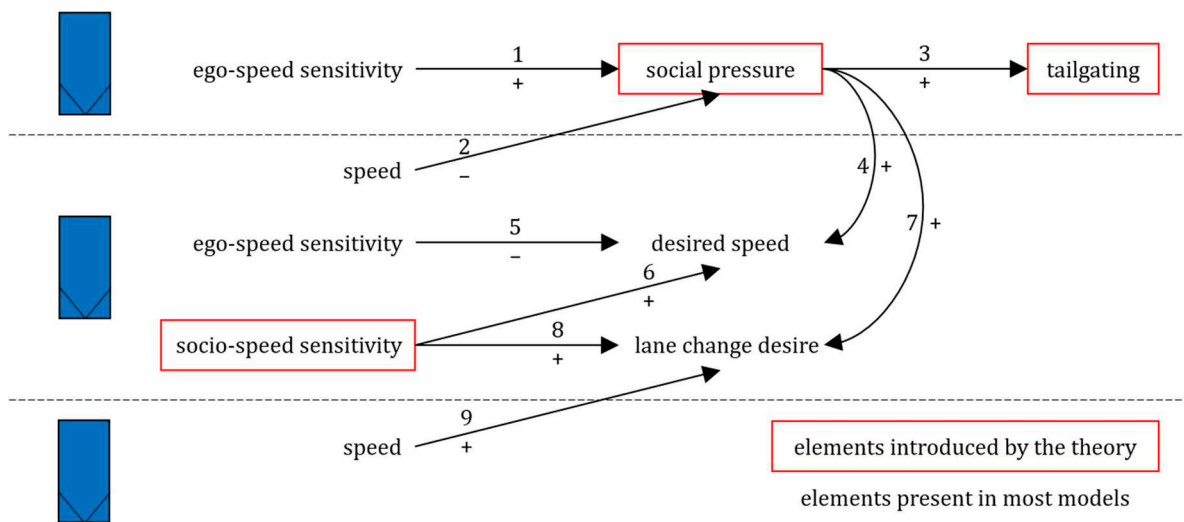 1
3
ego-speed sensitivity
social pressure
tailgating
+
+
2
speed
–
4 +
5
7 +
ego-speed sensitivity
desired speed
–
6
+
8
socio-speed sensitivity
lane change desire
+
9
speed
+
elements introduced by the theory
elements present in most models